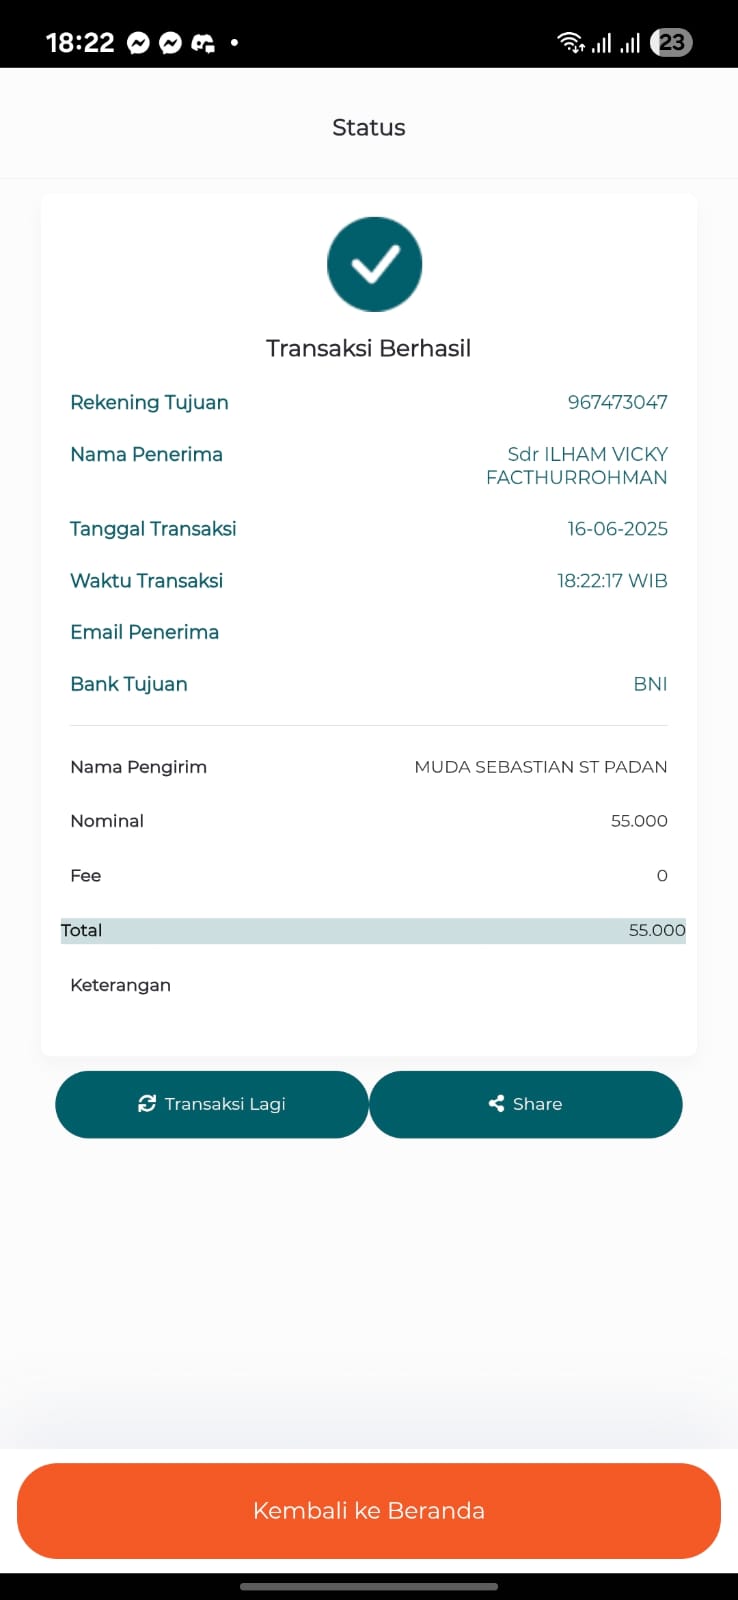 18:22
23
Status
Transaksi Berhasil
Rekening Tujuan 967473047
Nama Penerima Sdr ILHAM VICKY
FACTHURROHMAN
Tanggal Transaksi 16-06-2025
Waktu Transaksi 18:22:17 WIB
Email Penerima
Bank Tujuan BNI
Nama Pengirim MUDA SEBASTIAN ST PADAN
Nominal 55.000
Fee 0
Total 55.000
Keterangan
Transaksi Lagi
Share
Kembali ke Beranda